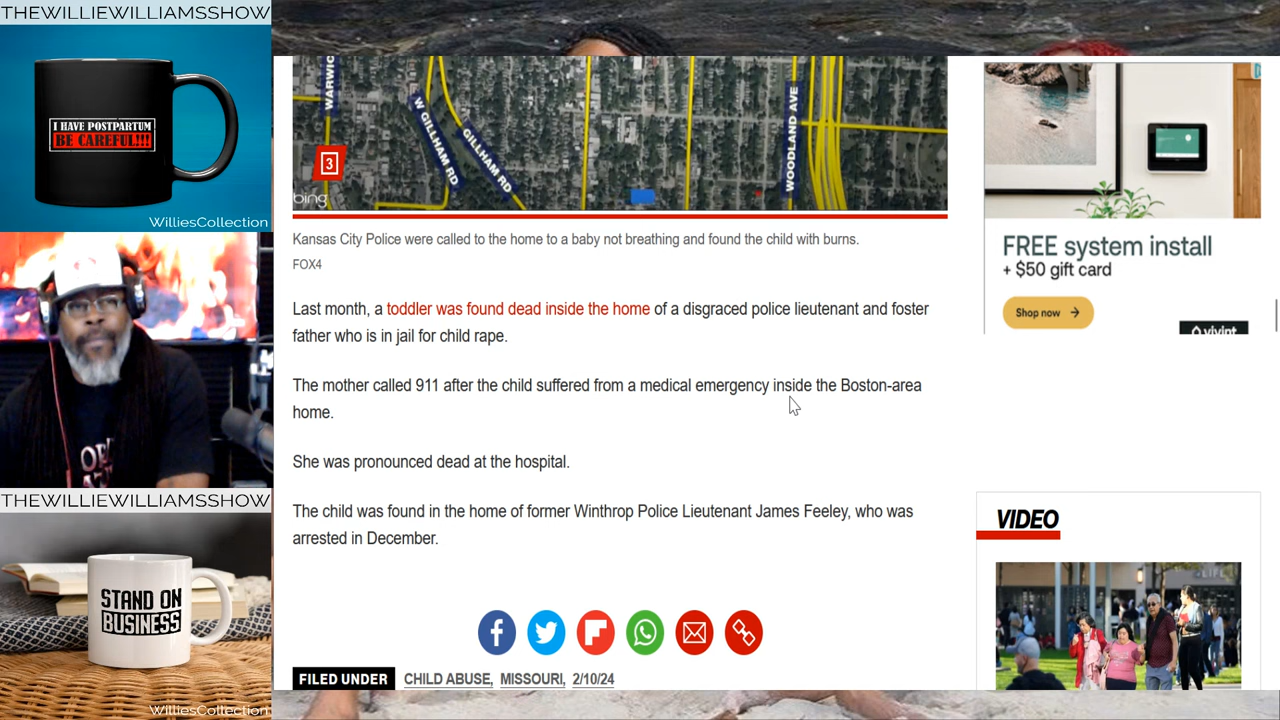 THEWILLIEWILLIAMSSHOW
I HAVE POSTPARTUM
BE CAREFUL!!!
WilliesCollection
THEWILLIEWILLIAMSSHOW
STAND ON
BUSINESS
WilliesCollection
WARWIC
W GILLHAM RD
GILLHAM RD
WOODLAND AVE
3
bing
Kansas City Police were called to the home to a baby not breathing and found the child with burns.
FOX4
Last month, a toddler was found dead inside the home of a disgraced police lieutenant and foster
father who is in jail for child rape.
The mother called 911 after the child suffered from a medical emergency inside the Boston-area
home.
She was pronounced dead at the hospital.
The child was found in the home of former Winthrop Police Lieutenant James Feeley, who was
arrested in December.
FILED UNDER CHILD ABUSE, MISSOURI, 2/10/24
FREE system install
+ $50 gift card
Shop now
vivint
VIDEO